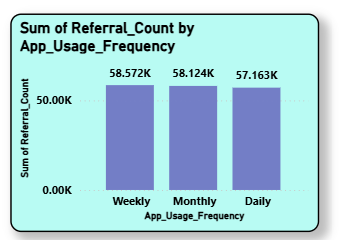 Sum of Referral_Count by
App_Usage_Frequency
58.572K
58.124K
57.163K
50.00K
0.00K
Sum of Referral_Count
Weekly
Monthly
Daily
App_Usage_Frequency